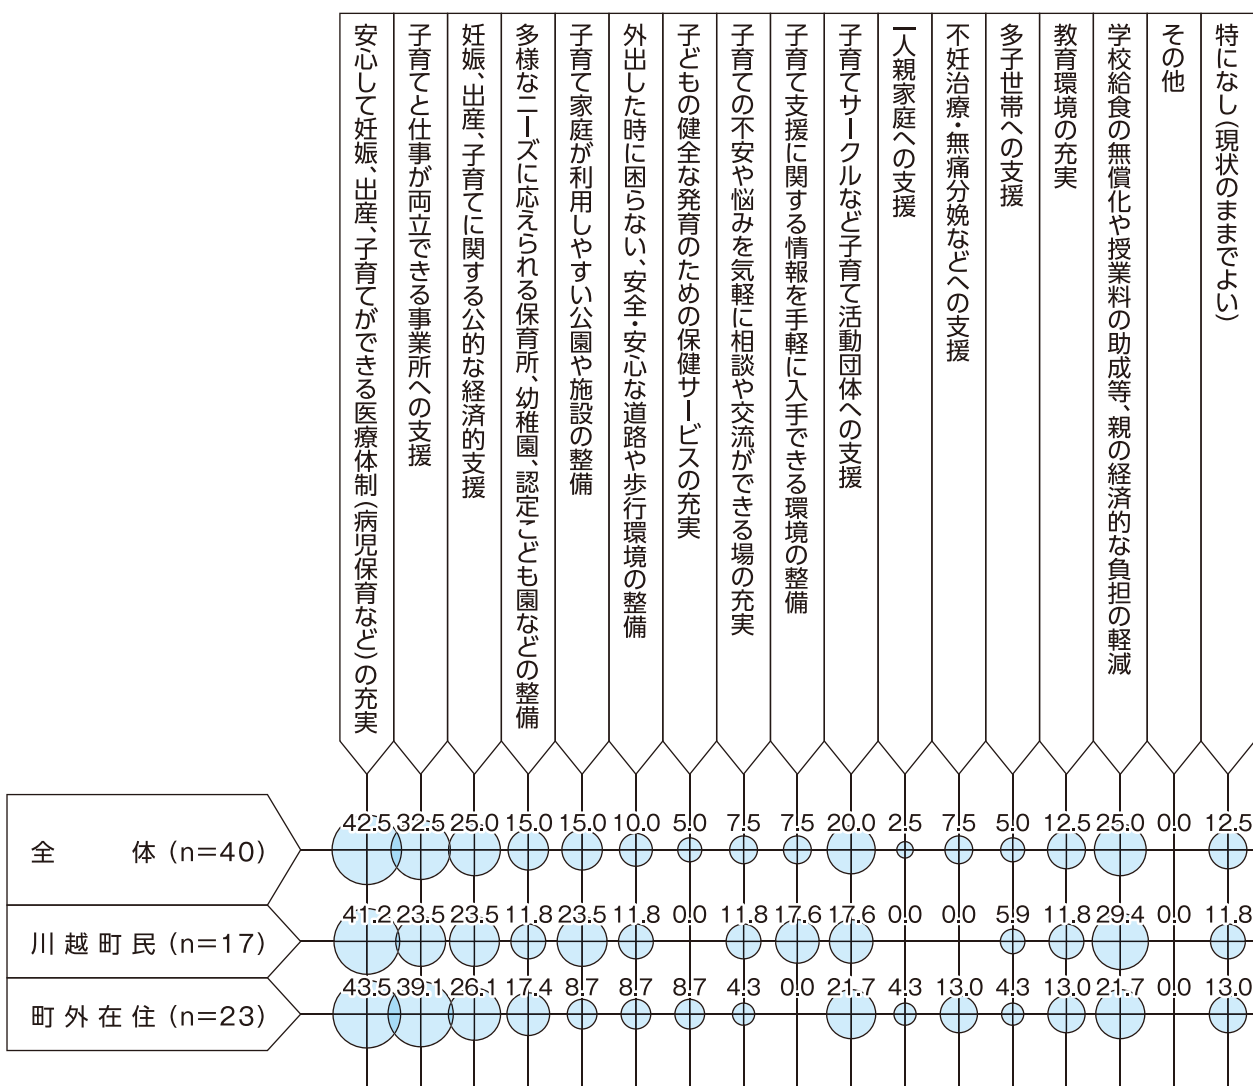 安心して妊娠、出産、子育てができる医療体制(病児保育など)の充実
子育てと仕事が両立できる事業所への支援
妊娠、出産、子育てに関する公的な経済的支援
多様なニーズに応えられる保育所、幼稚園、認定こども園などの整備
子育て家庭が利用しやすい公園や施設の整備
外出した時に困らない、安全・安心な道路や歩行環境の整備
子どもの健全な発育のための保健サービスの充実
子育ての不安や悩みを気軽に相談や交流ができる場の充実
子育て支援に関する情報を手軽に入手できる環境の整備
子育てサークルなど子育て活動団体への支援
一人親家庭への支援
不妊治療・無痛分娩などへの支援
多子世帯への支援
教育環境の充実
学校給食の無償化や授業料の助成等、親の経済的な負担の軽減
その他
特になし(現状のままでよい)
全体(n=40) 42.5 32.5 25.0 15.0 15.0 10.0 5.0 7.5 7.5 20.0 2.5 7.5 5.0 12.5 25.0 0.0 12.5
川越町民(n=17) 41.2 23.5 23.5 11.8 23.5 11.8 0.0 11.8 17.6 17.6 0.0 0.0 5.9 11.8 29.4 0.0 11.8
町外在住(n=23) 43.5 39.1 26.1 17.4 8.7 8.7 8.7 4.3 0.0 21.7 4.3 13.0 4.3 13.0 21.7 0.0 13.0